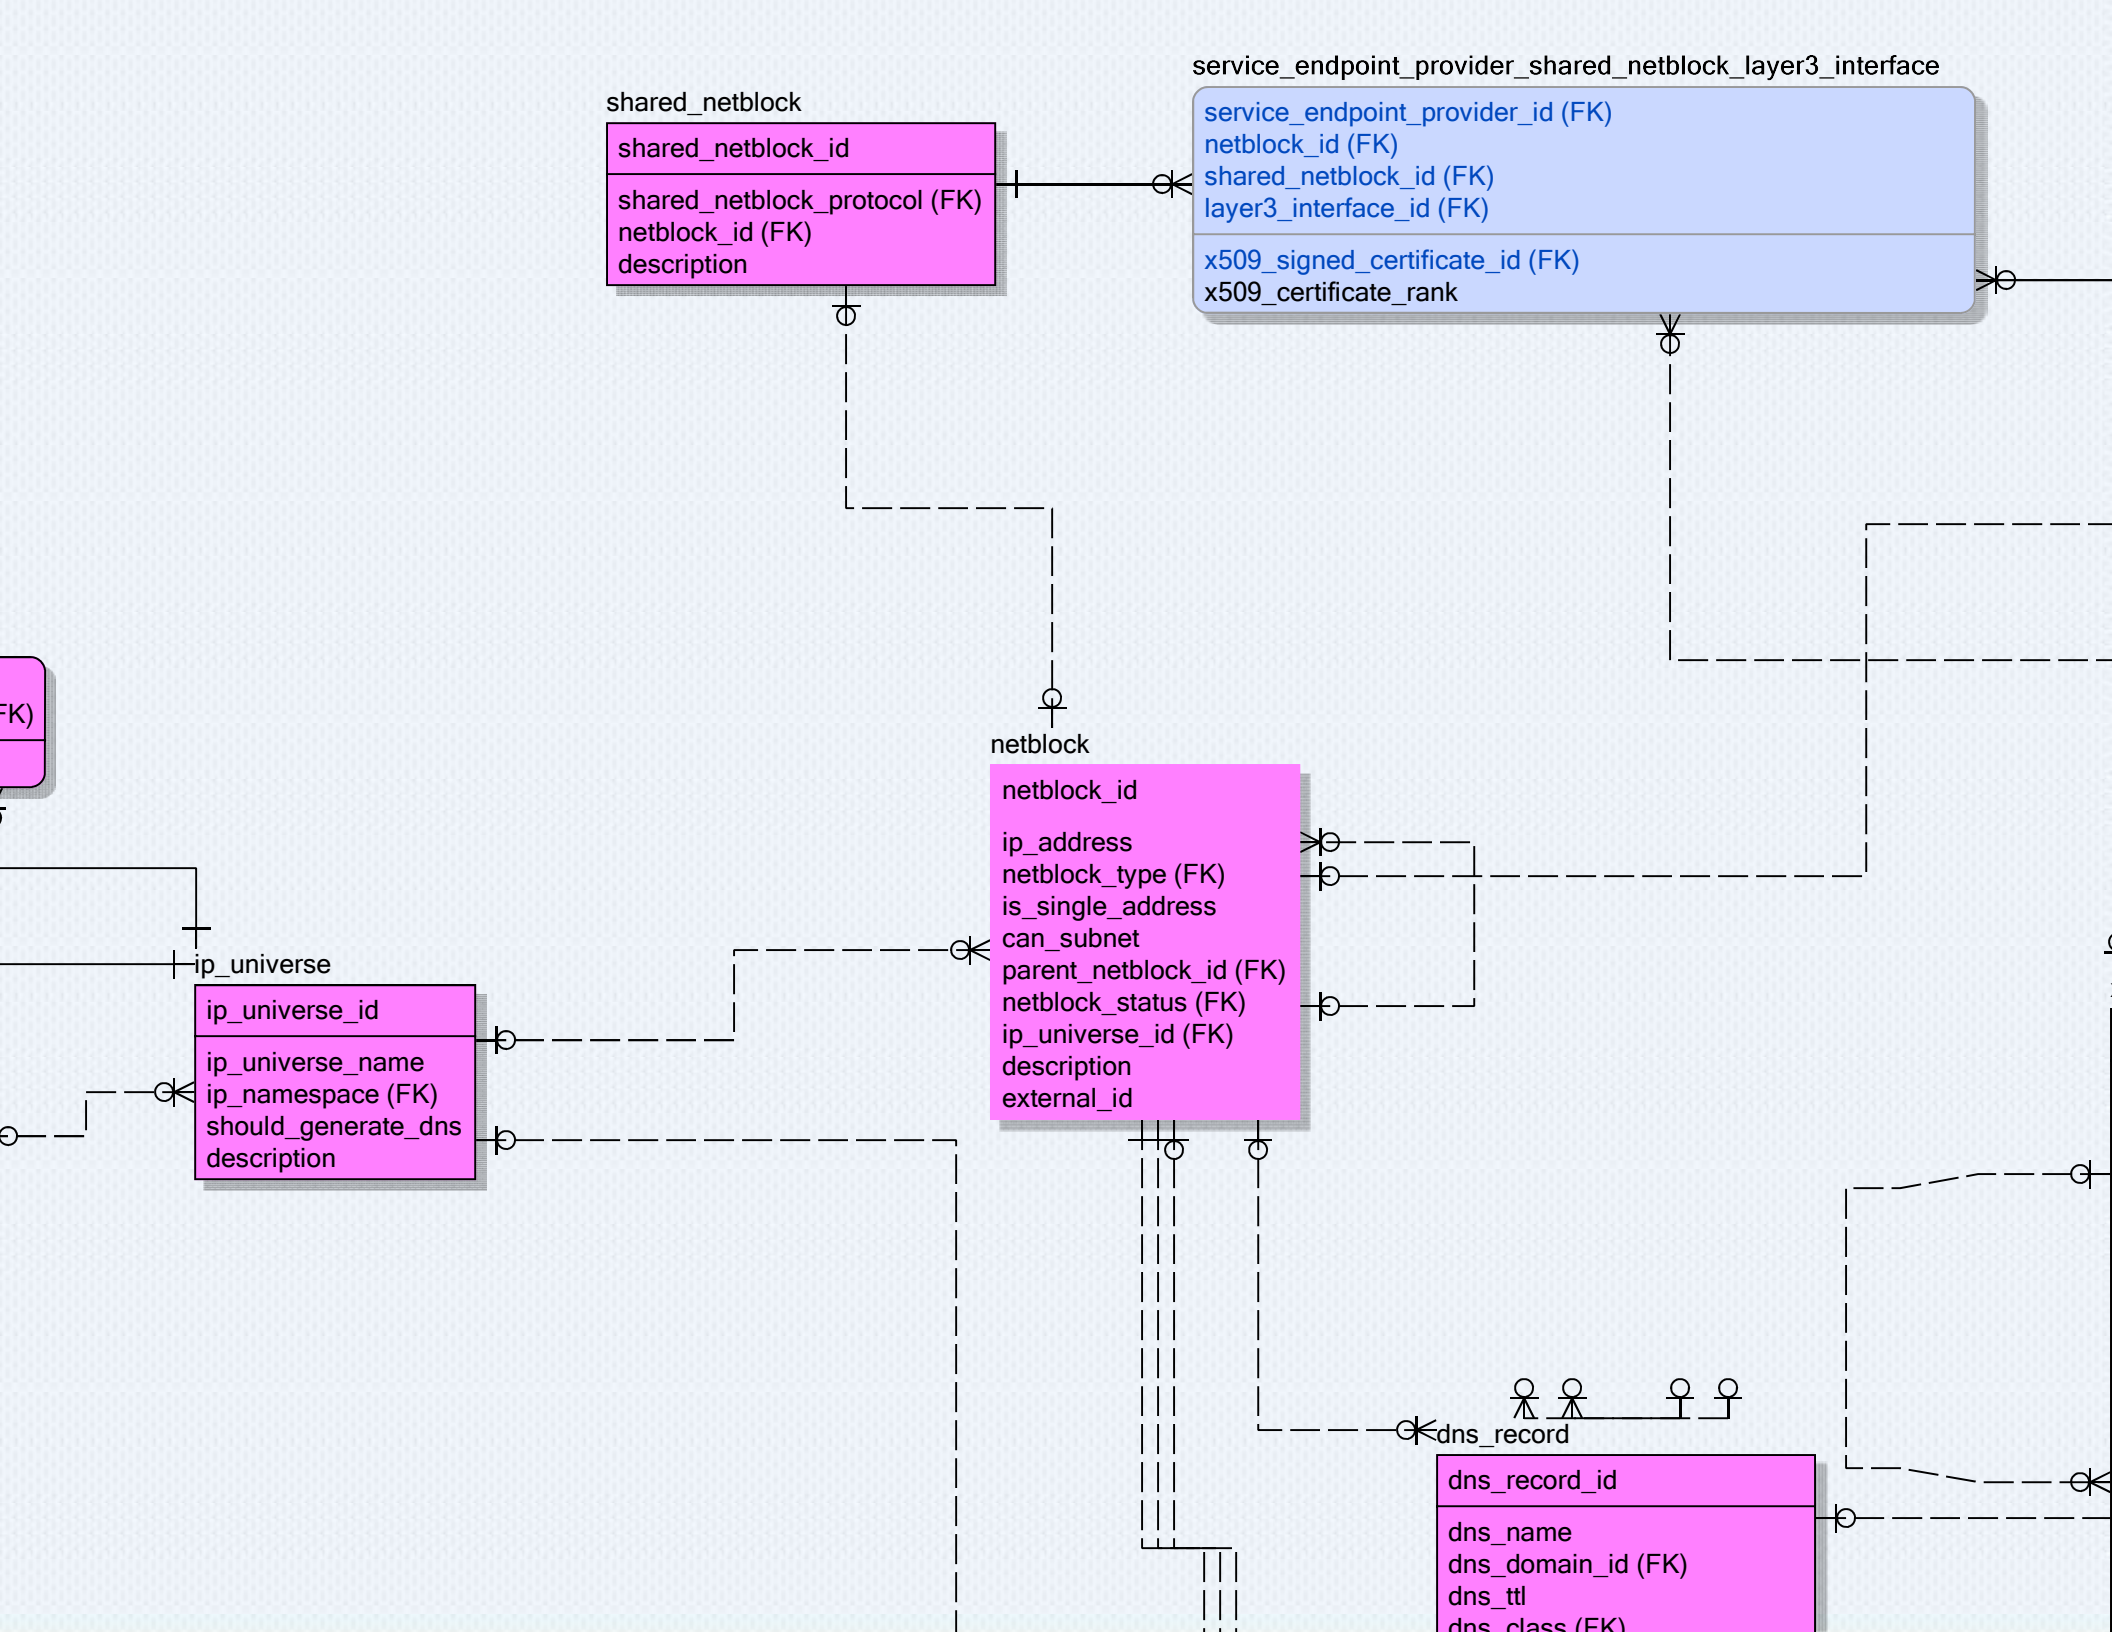 service_endpoint_provider_shared_netblock_layer3_interface
service_endpoint_provider_id (FK)
netblock_id (FK)
shared_netblock_id (FK)
layer3_interface_id (FK)
x509_signed_certificate_id (FK)
x509_certificate_rank
shared_netblock
shared_netblock_id
shared_netblock_protocol (FK)
netblock_id (FK)
description
FK)
netblock
netblock_id
ip_address
netblock_type (FK)
is_single_address
can_subnet
parent_netblock_id (FK)
netblock_status (FK)
ip_universe_id (FK)
description
external_id
ip_universe
ip_universe_id
ip_universe_name
ip_namespace (FK)
should_generate_dns
description
dns_record
dns_record_id
dns_name
dns_domain_id (FK)
dns_ttl
dns_class (FK)